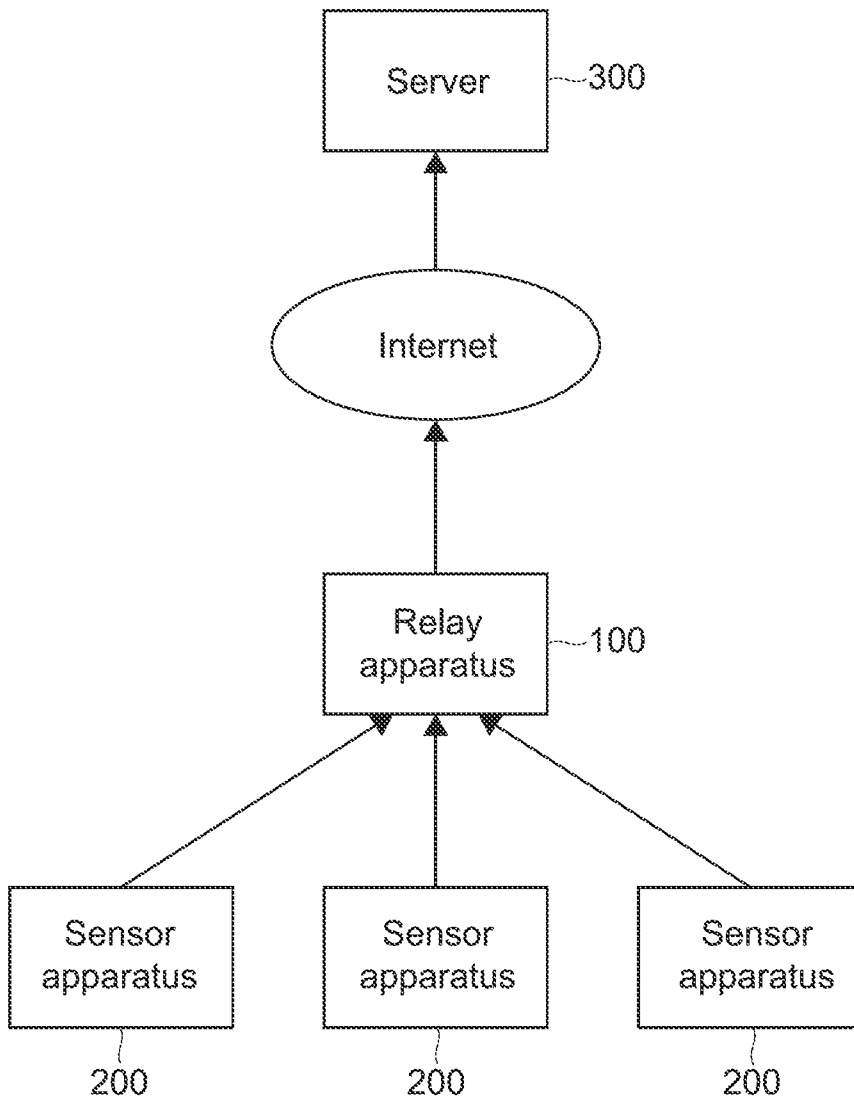 Server
300
Internet
Relay
apparatus
100
Sensor
apparatus
Sensor
apparatus
Sensor
apparatus
200
200
200